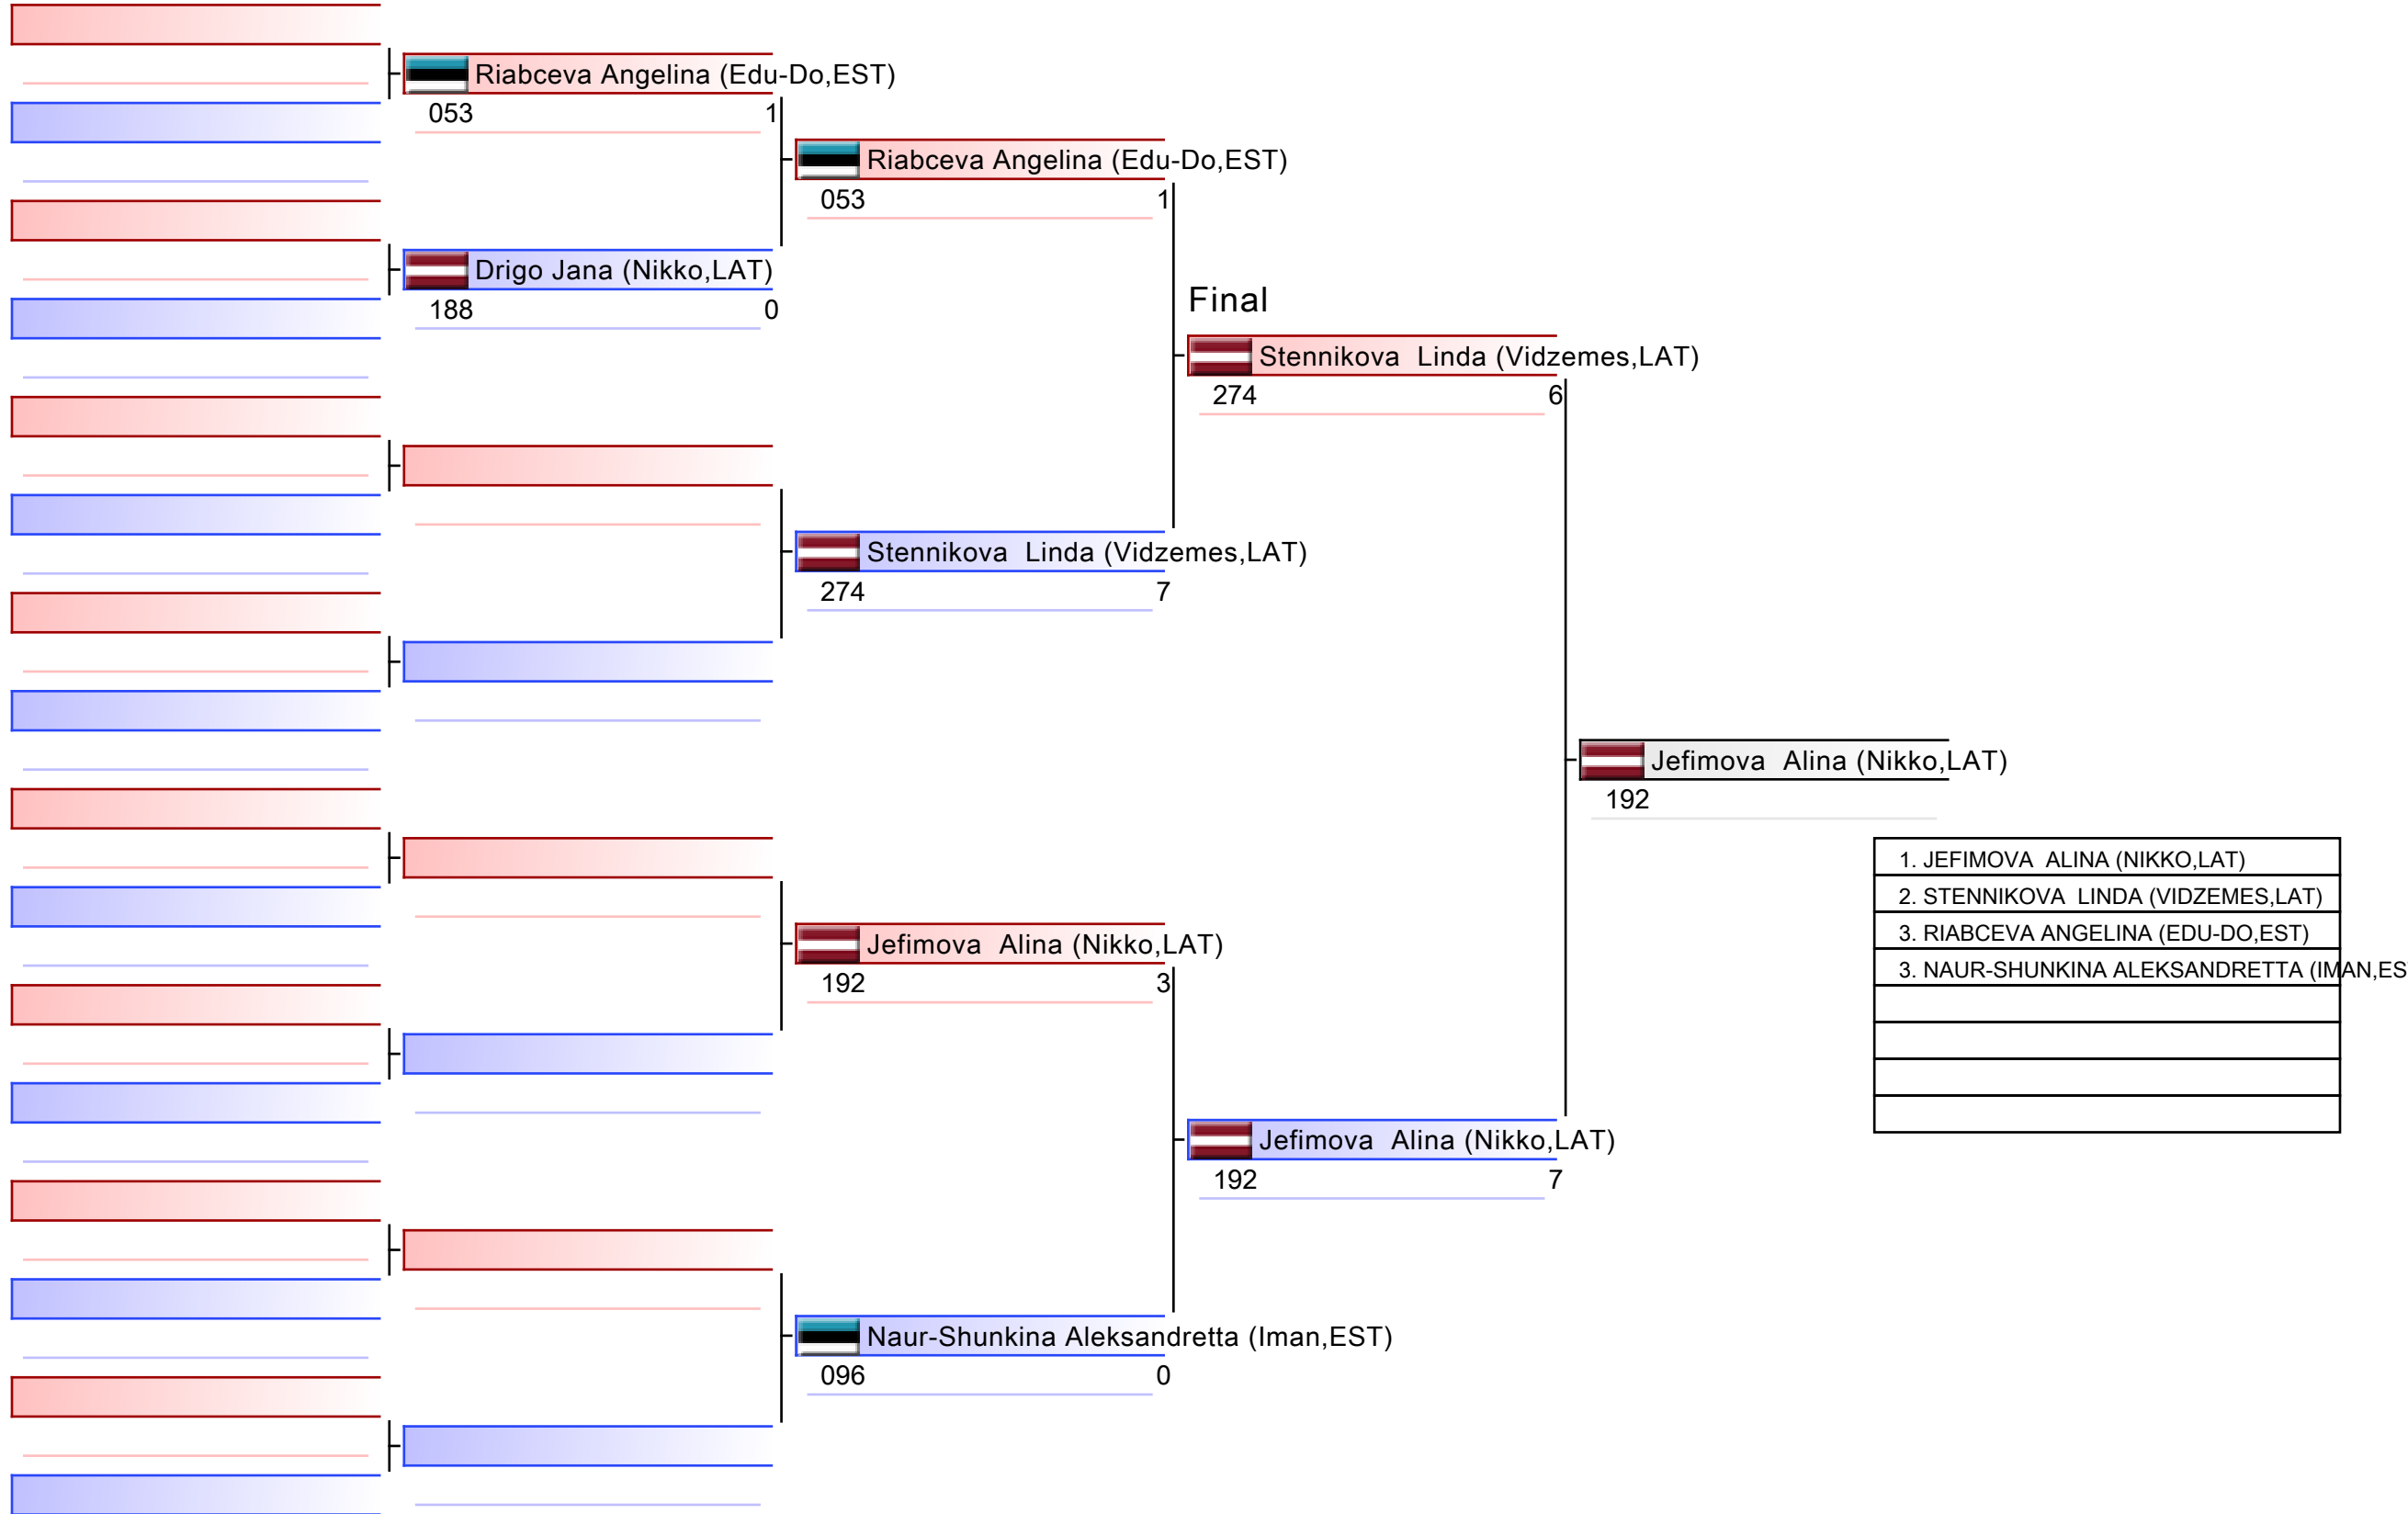 Riabceva Angelina (Edu-Do,EST)
053 1
Drigo Jana (Nikko,LAT)
188 0
Riabceva Angelina (Edu-Do,EST)
053 1
Stennikova  Linda (Vidzemes,LAT)
274 7
Jefimova  Alina (Nikko,LAT)
192 3
Naur-Shunkina Aleksandretta (Iman,EST)
096 0
Final
Stennikova  Linda (Vidzemes,LAT)
274 6
Jefimova  Alina (Nikko,LAT)
192 7
Jefimova  Alina (Nikko,LAT)
192
1. JEFIMOVA  ALINA (NIKKO,LAT)
2. STENNIKOVA  LINDA (VIDZEMES,LAT)
3. RIABCEVA ANGELINA (EDU-DO,EST)
3. NAUR-SHUNKINA ALEKSANDRETTA (IMAN,ES